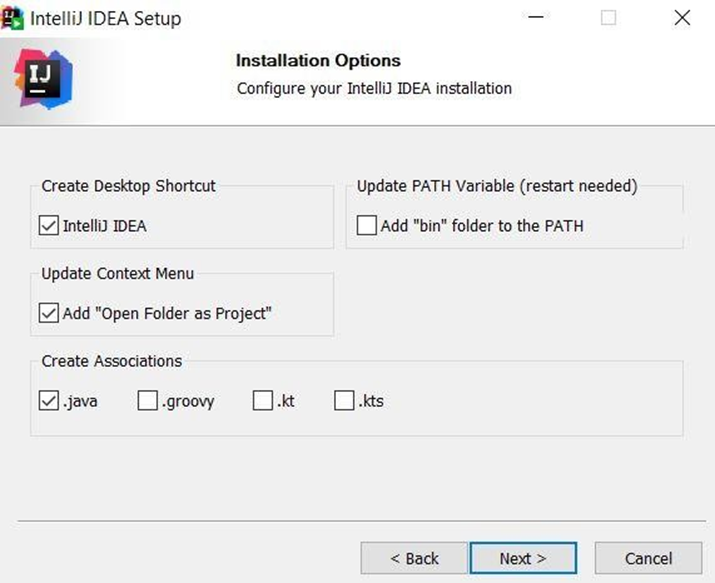 IntelliJ IDEA Setup
IJ
Installation Options
Configure your IntelliJ IDEA installation
Create Desktop Shortcut
IntelliJ IDEA
Update PATH Variable (restart needed)
Add "bin" folder to the PATH
Update Context Menu
Add "Open Folder as Project"
Create Associations
.java .groovy .kt .kts
< Back Next > Cancel